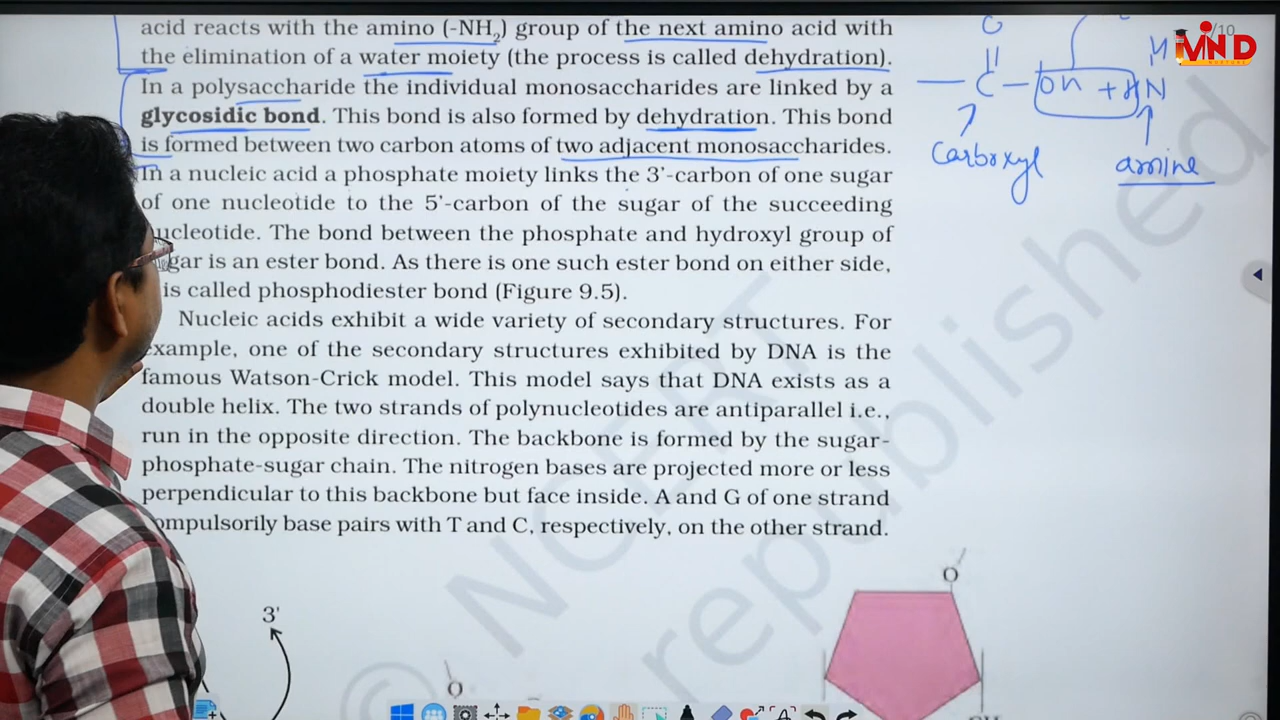 acid reacts with the amino (-NH₂) group of the next amino acid with
the elimination of a water moiety (the process is called dehydration).
In a polysaccharide the individual monosaccharides are linked by a
glycosidic bond. This bond is also formed by dehydration. This bond
is formed between two carbon atoms of two adjacent monosaccharides.
In a nucleic acid a phosphate moiety links the 3'-carbon of one sugar
of one nucleotide to the 5'-carbon of the sugar of the succeeding
ucleotide. The bond between the phosphate and hydroxyl group of
gar is an ester bond. As there is one such ester bond on either side,
is called phosphodiester bond (Figure 9.5).
Nucleic acids exhibit a wide variety of secondary structures. For
example, one of the secondary structures exhibited by DNA is the
famous Watson-Crick model. This model says that DNA exists as a
double helix. The two strands of polynucleotides are antiparallel i.e.,
run in the opposite direction. The backbone is formed by the sugar-
phosphate-sugar chain. The nitrogen bases are projected more or less
perpendicular to this backbone but face inside. A and G of one strand
ompulsorily base pairs with T and C, respectively, on the other strand.
O
H
C - OH + HN
Carboxyl
amine
/10
MIND
3'
O
O
© NCERT
republished